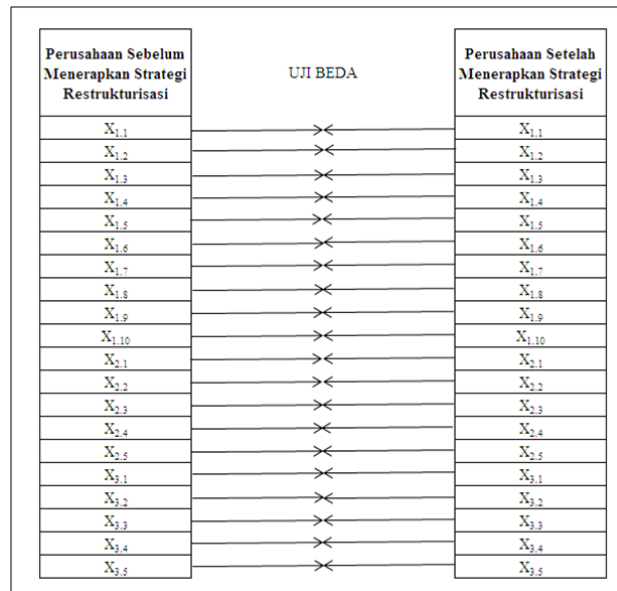 Perusahaan Sebelum
Menerapkan Strategi
Restrukturisasi
UJI BEDA
Perusahaan Setelah
Menerapkan Strategi
Restrukturisasi
X1.1 X1.1
X1.2 X1.2
X1.3 X1.3
X1.4 X1.4
X1.5 X1.5
X1.6 X1.6
X1.7 X1.7
X1.8 X1.8
X1.9 X1.9
X1.10 X1.10
X2.1 X2.1
X2.2 X2.2
X2.3 X2.3
X2.4 X2.4
X2.5 X2.5
X3.1 X3.1
X3.2 X3.2
X3.3 X3.3
X3.4 X3.4
X3.5 X3.5